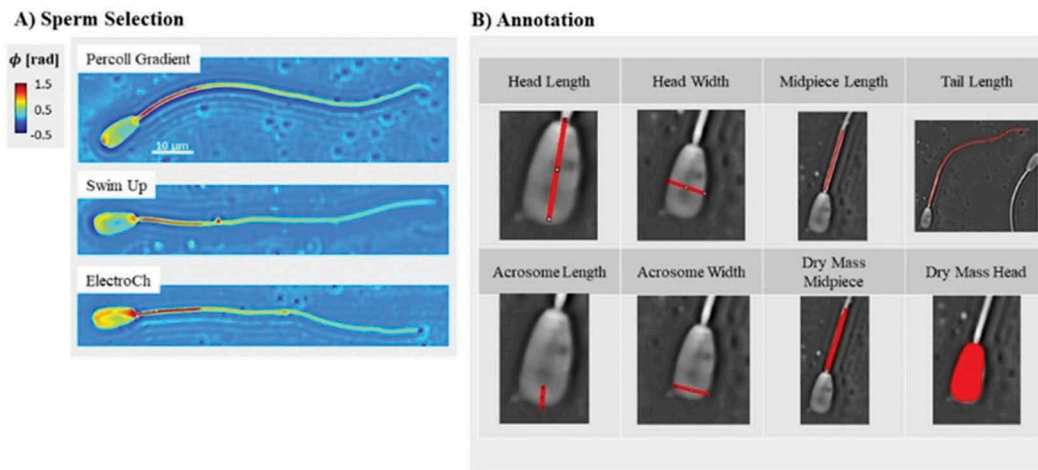 A) Sperm Selection
ϕ [rad]
1.5
0.5
-0.5
Percoll Gradient
10 μm
Swim Up
ElectroCh
B) Annotation
Head Length
Head Width
Midpiece Length
Tail Length
Acrosome Length
Acrosome Width
Dry Mass
Midpiece
Dry Mass Head